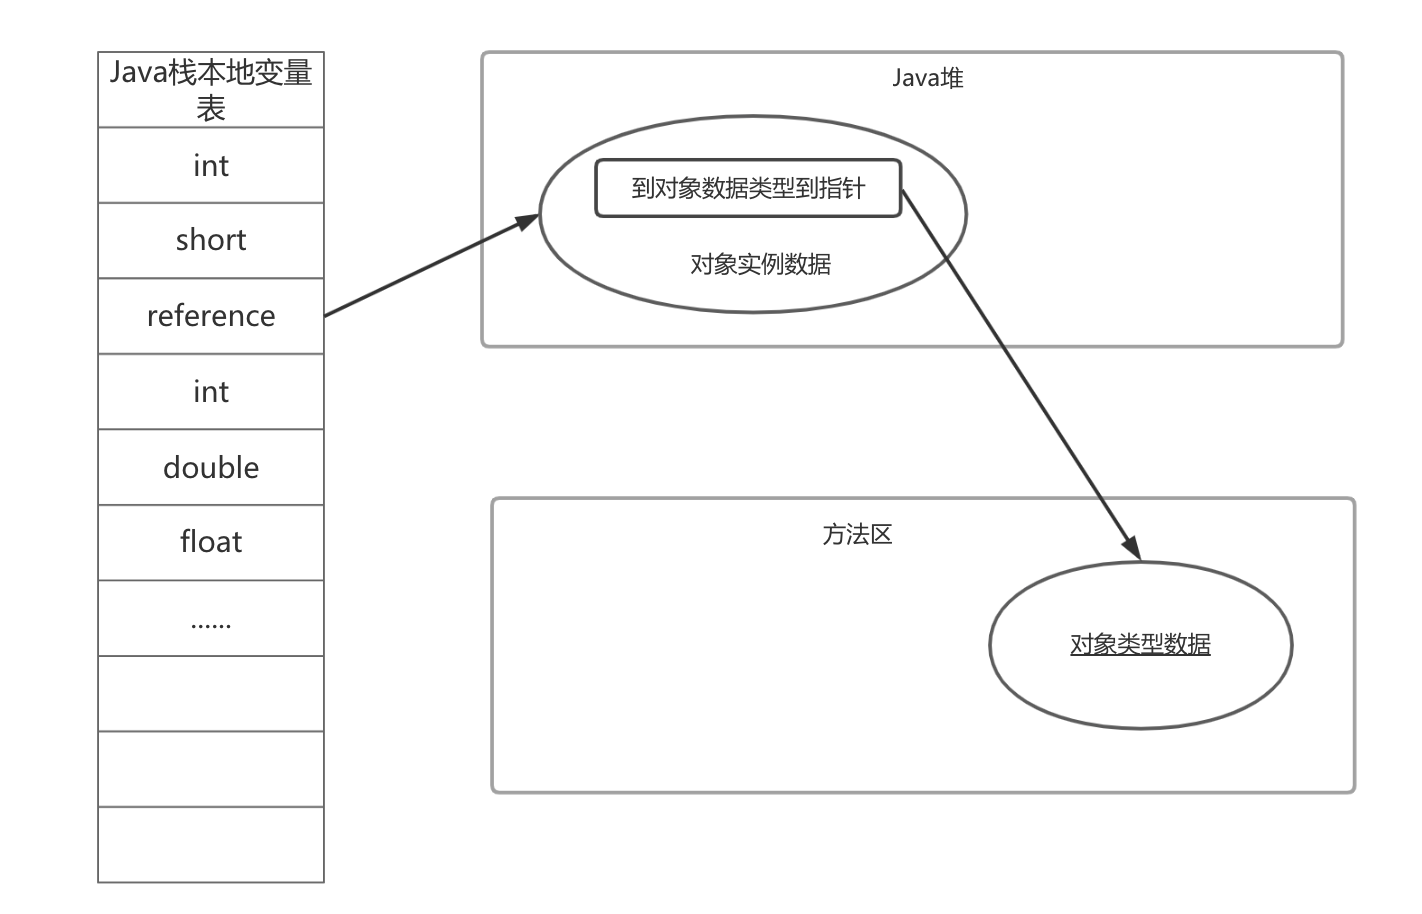 Java栈本地变量
表
int
short
reference
int
double
float
......
Java堆
到对象数据类型到指针
对象实例数据
方法区
对象类型数据